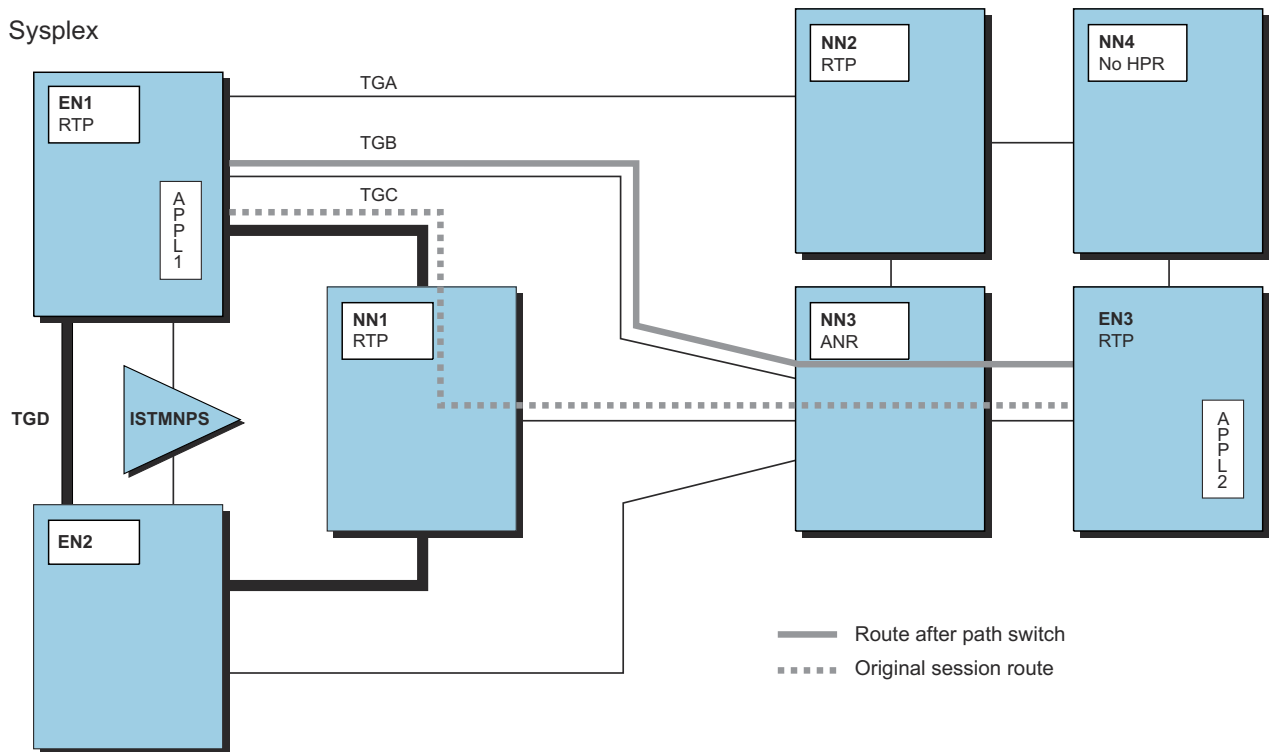 Sysplex
EN1
RTP
APPL1
TGA
TGB
TGC
NN2
RTP
NN4
No HPR
NN1
RTP
NN3
ANR
EN3
RTP
APPL2
TGD
ISTMNPS
EN2
Route after path switch
Original session route